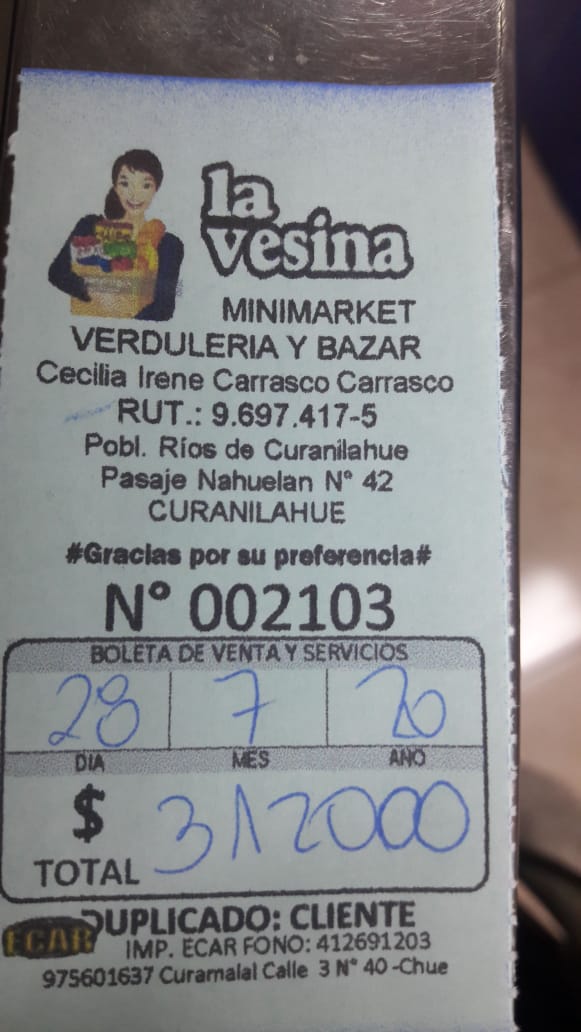 la
vesina
MINIMARKET
VERDULERIA Y BAZAR
Cecilia Irene Carrasco Carrasco
RUT.: 9.697.417-5
Pobl. Ríos de Curanilahue
Pasaje Nahuelan N° 42
CURANILAHUE
#Gracias por su preferencia#
N° 002103
BOLETA DE VENTA Y SERVICIOS
28 7 20
DIA MES AÑO
$ 312000
TOTAL
ECAR DUPLICADO: CLIENTE
IMP. ECAR FONO: 412691203
975601637 Curamalal Calle 3 N° 40 -Chue